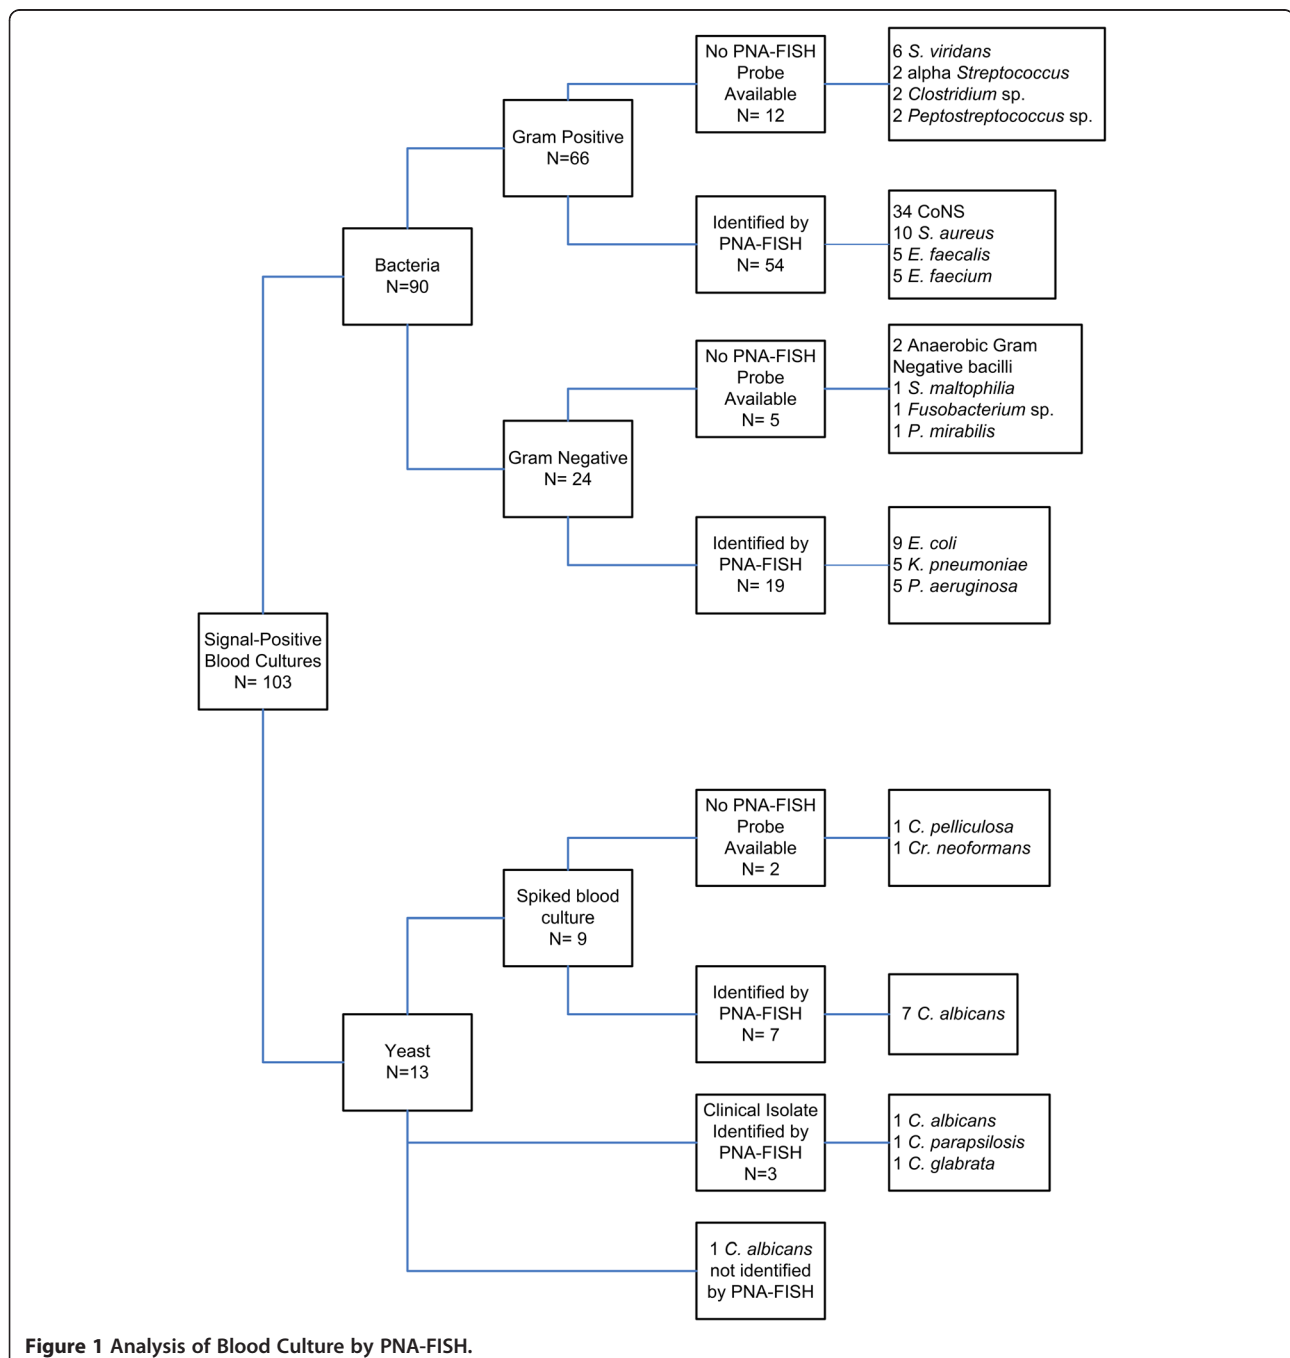 No PNA-FISH
Probe
Available
N= 12
6 S. viridans
2 alpha Streptococcus
2 Clostridium sp.
2 Peptostreptococcus sp.
Gram Positive
N=66
Identified by
PNA-FISH
N= 54
34 CoNS
10 S. aureus
5 E. faecalis
5 E. faecium
Bacteria
N=90
No PNA-FISH
Probe
Available
N= 5
2 Anaerobic Gram
Negative bacilli
1 S. maltophilia
1 Fusobacterium sp.
1 P. mirabilis
Gram Negative
N= 24
Identified by
PNA-FISH
N= 19
9 E. coli
5 K. pneumoniae
5 P. aeruginosa
Signal-Positive
Blood Cultures
N= 103
No PNA-FISH
Probe
Available
N= 2
1 C. pelliculosa
1 Cr. neoformans
Spiked blood
culture
N= 9
Identified by
PNA-FISH
N= 7
7 C. albicans
Yeast
N=13
Clinical Isolate
Identified by
PNA-FISH
N=3
1 C. albicans
1 C. parapsilosis
1 C. glabrata
1 C. albicans
not identified
by PNA-FISH
Figure 1 Analysis of Blood Culture by PNA-FISH.